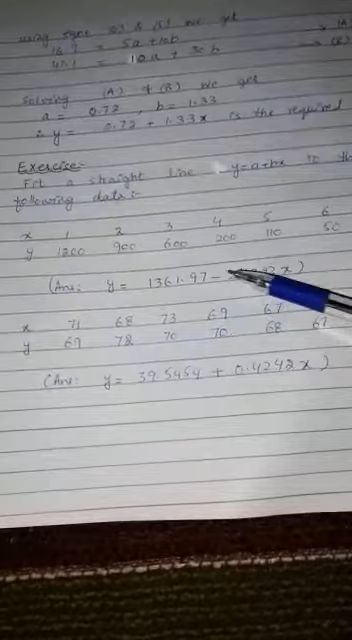 using eqns (2) & (3) we get
16.9 = 5a + 10b → (A)
= 10a + 30b → (B)
Solving (A) & (B) we get
a = 0.72, b = 1.33
∴ y = 0.72 + 1.33x is the required
Exercise:-
Fit a straight line y = a+bx to the
following data:-
x 1 2 3 4 5 6
y 1200 900 600 200 110 50
(Ans: y = 1361.97 - x)
x 71 68 73 69 67
y 69 78 70 70 68 67
(Ans: y = 39.5454 + 0.4242x)